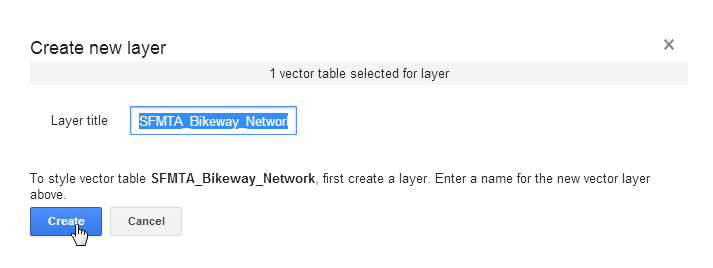 Create new layer
1 vector table selected for layer
Layer title
SFMTA_Bikeway_Networ
To style vector table SFMTA_Bikeway_Network, first create a layer. Enter a name for the new vector layer
above.
Create Cancel